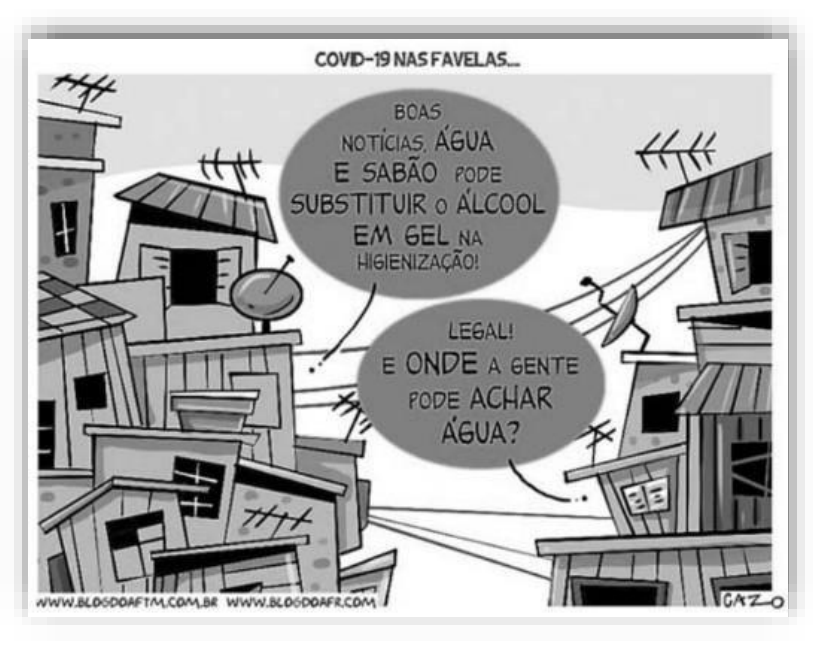 COVID-19 NAS FAVELAS...
BOAS
NOTÍCIAS, ÁGUA
E SABÃO PODE
SUBSTITUIR O ÁLCOOL
EM GEL NA
HIGIENIZAÇÃO!
LEGAL!
E ONDE A GENTE
PODE ACHAR
ÁGUA?
WWW.BLOGDOAFTM.COM.BR WWW.BLOGDOAFR.COM
GAZO